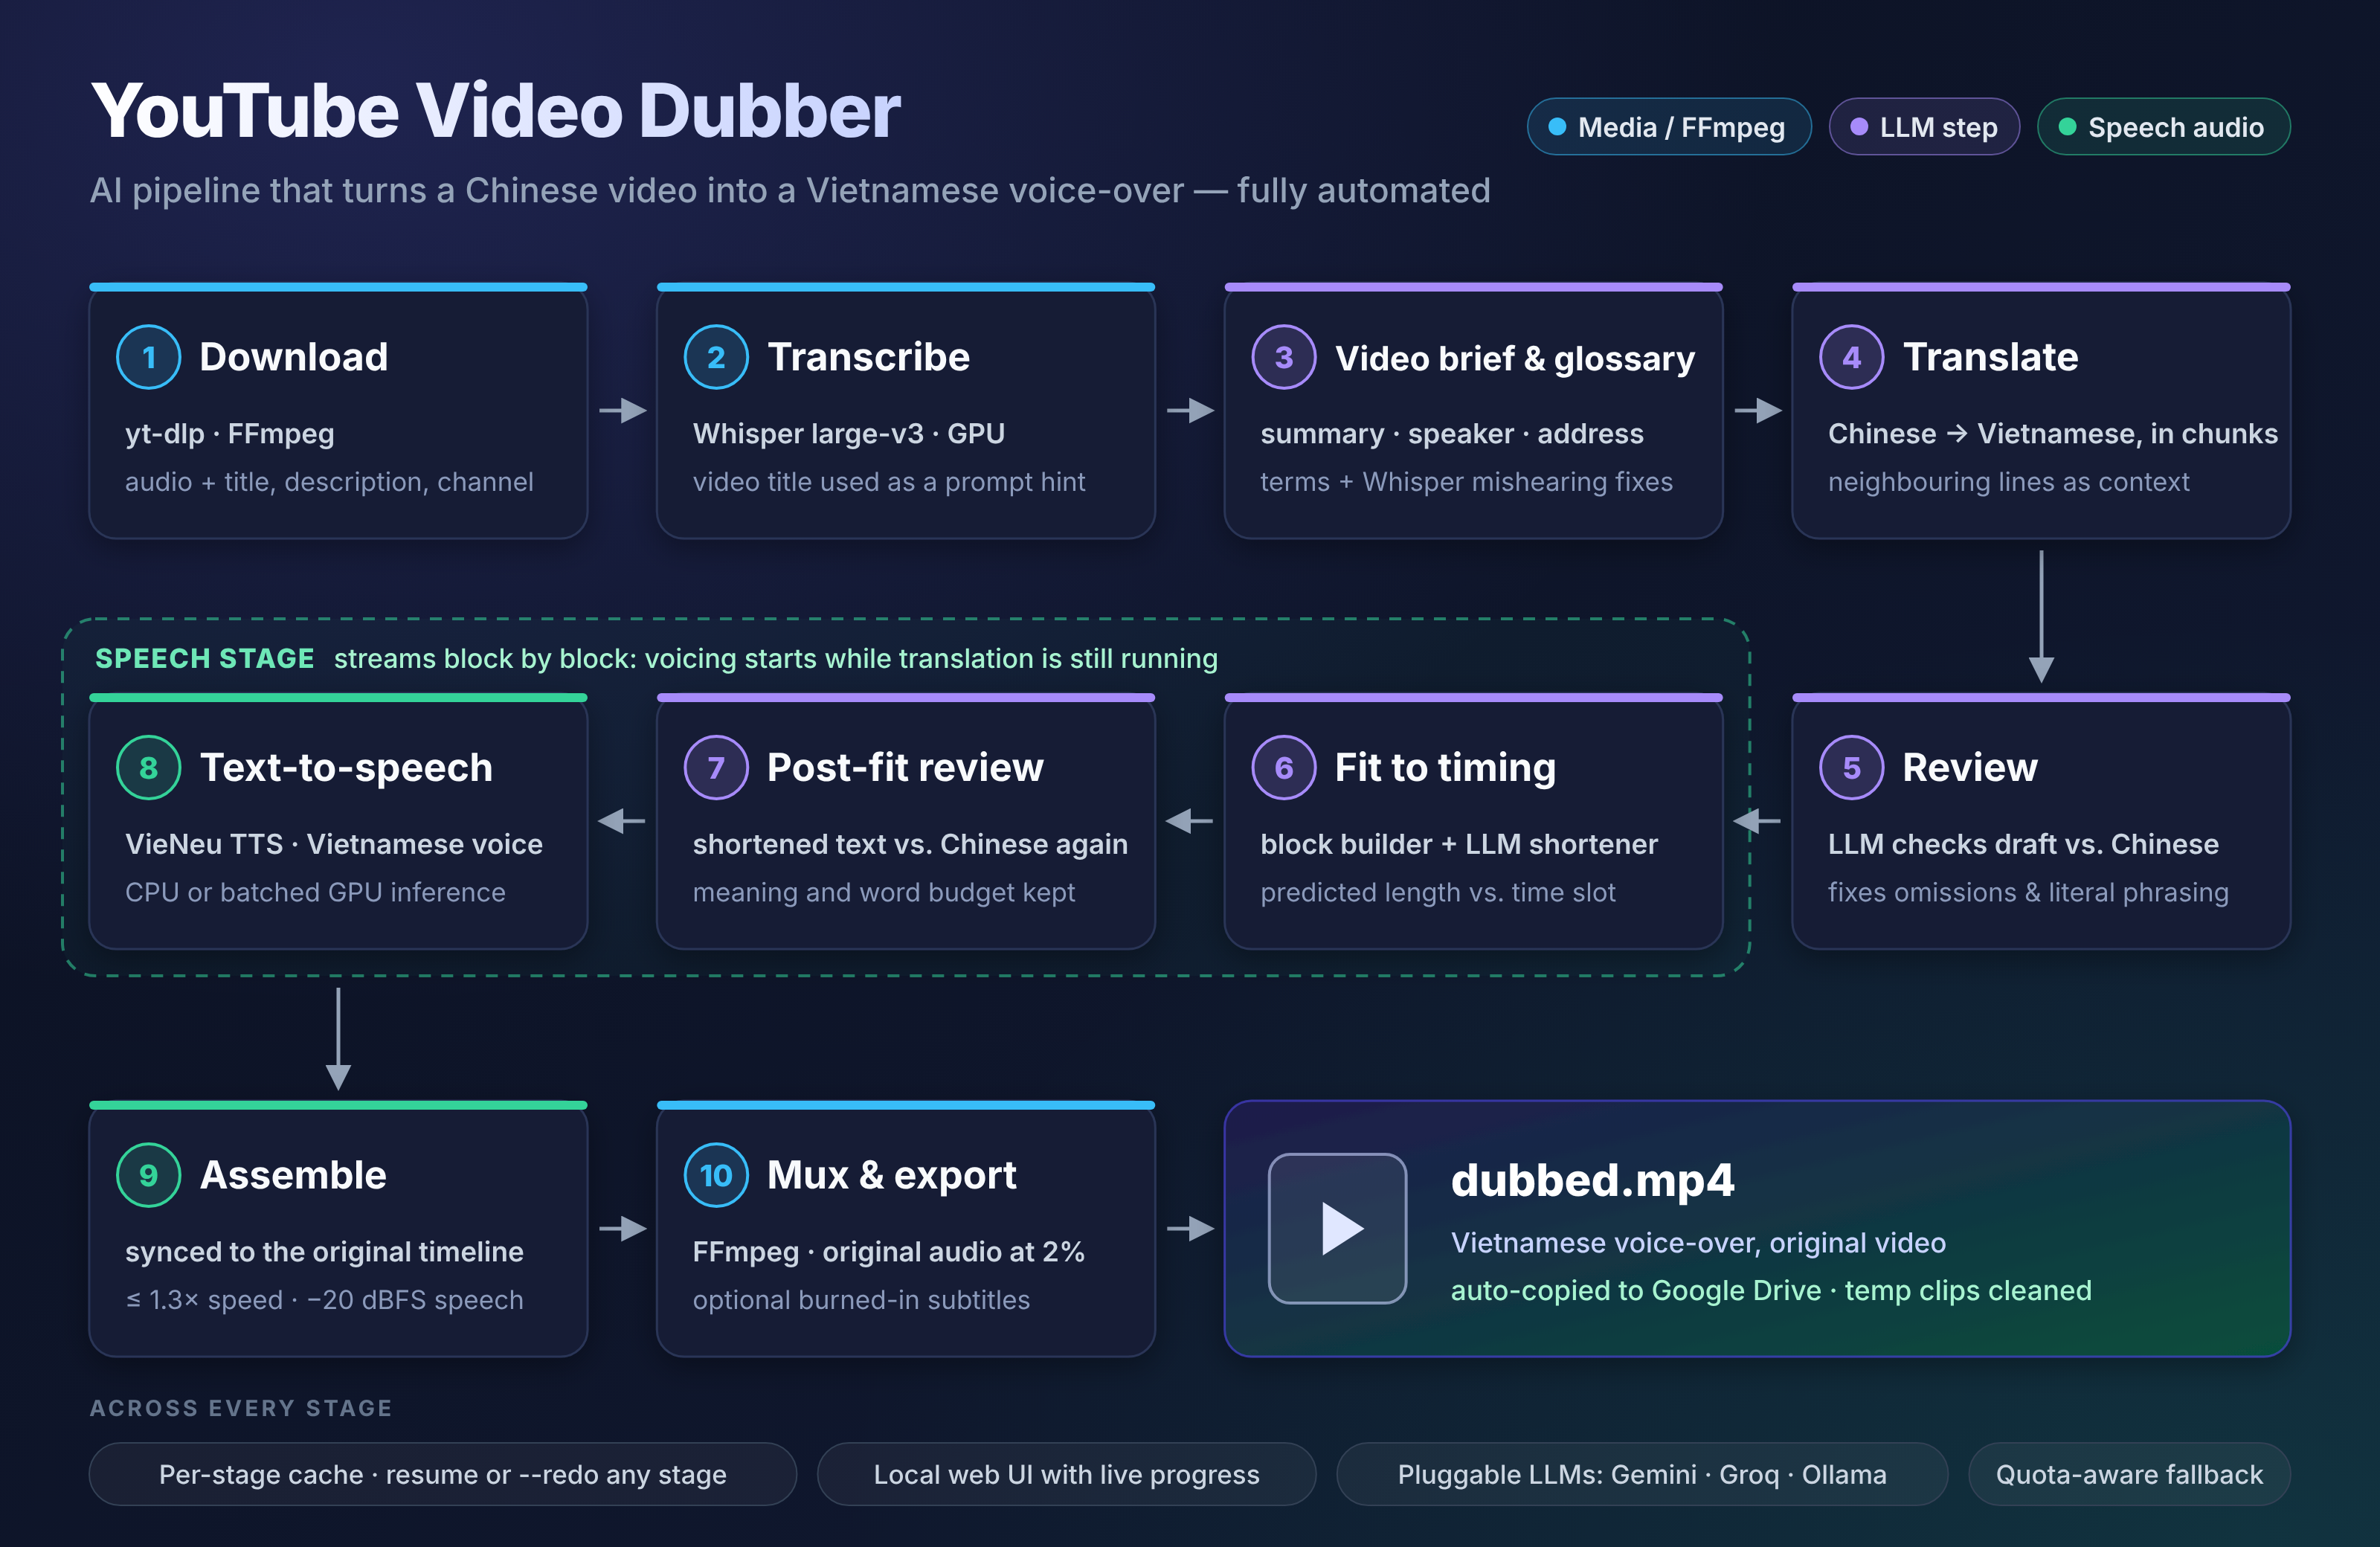 YouTube Video Dubber
AI pipeline that turns a Chinese video into a Vietnamese voice-over — fully automated
Media / FFmpeg
LLM step
Speech audio
1 Download
yt-dlp · FFmpeg
audio + title, description, channel
2 Transcribe
Whisper large-v3 · GPU
video title used as a prompt hint
3 Video brief & glossary
summary · speaker · address
terms + Whisper mishearing fixes
4 Translate
Chinese → Vietnamese, in chunks
neighbouring lines as context
SPEECH STAGE streams block by block: voicing starts while translation is still running
5 Review
LLM checks draft vs. Chinese
fixes omissions & literal phrasing
6 Fit to timing
block builder + LLM shortener
predicted length vs. time slot
7 Post-fit review
shortened text vs. Chinese again
meaning and word budget kept
8 Text-to-speech
VieNeu TTS · Vietnamese voice
CPU or batched GPU inference
9 Assemble
synced to the original timeline
≤ 1.3× speed · −20 dBFS speech
10 Mux & export
FFmpeg · original audio at 2%
optional burned-in subtitles
dubbed.mp4
Vietnamese voice-over, original video
auto-copied to Google Drive · temp clips cleaned
ACROSS EVERY STAGE
Per-stage cache · resume or --redo any stage
Local web UI with live progress
Pluggable LLMs: Gemini · Groq · Ollama
Quota-aware fallback